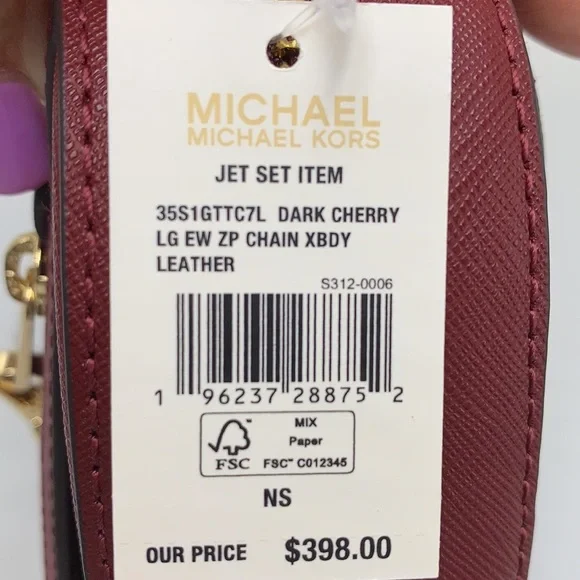 MICHAEL
MICHAEL KORS
JET SET ITEM
35S1GTTC7L DARK CHERRY
LG EW ZP CHAIN XBDY
LEATHER
S312-0006
1 96237 28875 2
FSC
MIX
Paper
FSC™ C012345
NS
OUR PRICE $398.00